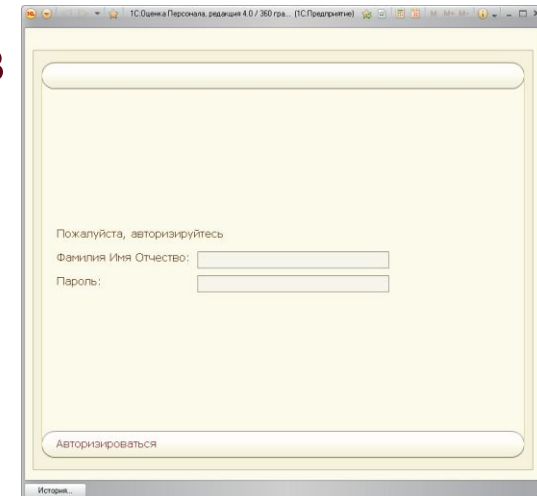 1С:Оценка Персонала, редакция 4.0 / 360 гра... (1С:Предприятие)
M M+ M-
в
Пожалуйста, авторизируйтесь
Фамилия Имя Отчество:
Пароль:
Авторизироваться
История...